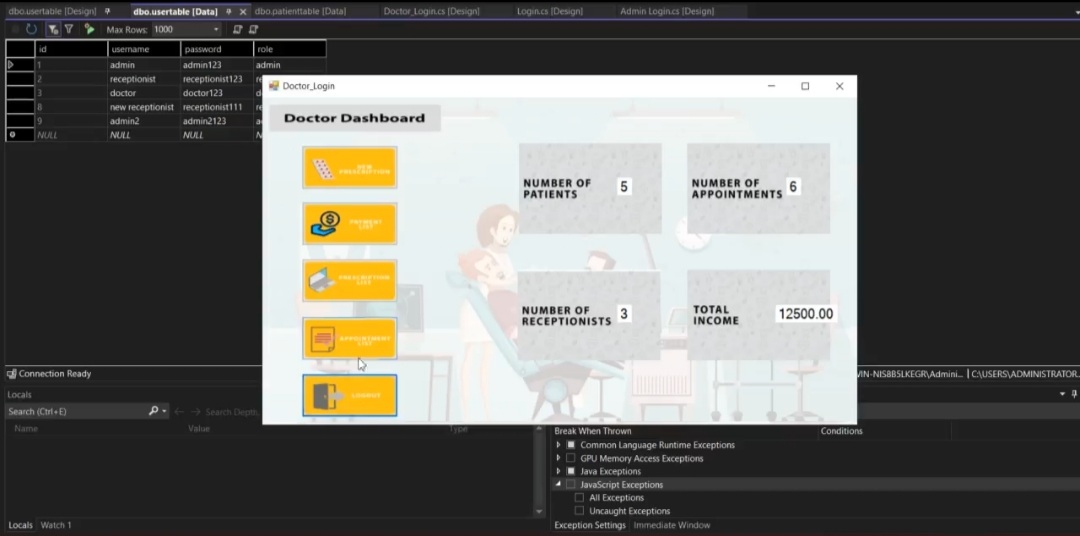 dbo.usertable [Design]
dbo.usertable [Data]
dbo.patienttable [Data]
Doctor_Login.cs [Design]
Login.cs [Design]
Admin Login.cs [Design]
Max Rows: 1000
id username password role
1 admin admin123 admin
2 receptionist receptionist123
3 doctor doctor123
8 new receptionist receptionist111
9 admin2 admin2123
NULL NULL NULL
Doctor_Login
Doctor Dashboard
NEW
PRESCRIPTION
PAYMENT
LIST
PRESCRIPTION
LIST
APPOINTMENT
LIST
LOGOUT
NUMBER OF
PATIENTS 5
NUMBER OF
APPOINTMENTS 6
NUMBER OF
RECEPTIONISTS 3
TOTAL
INCOME 12500.00
Connection Ready
C:\USERS\ADMINISTRATOR...
Locals
Search (Ctrl+E)
Search Depth:
Name Value Type
Break When Thrown Conditions
Common Language Runtime Exceptions
GPU Memory Access Exceptions
Java Exceptions
JavaScript Exceptions
All Exceptions
Uncaught Exceptions
Locals Watch 1
Exception Settings Immediate Window